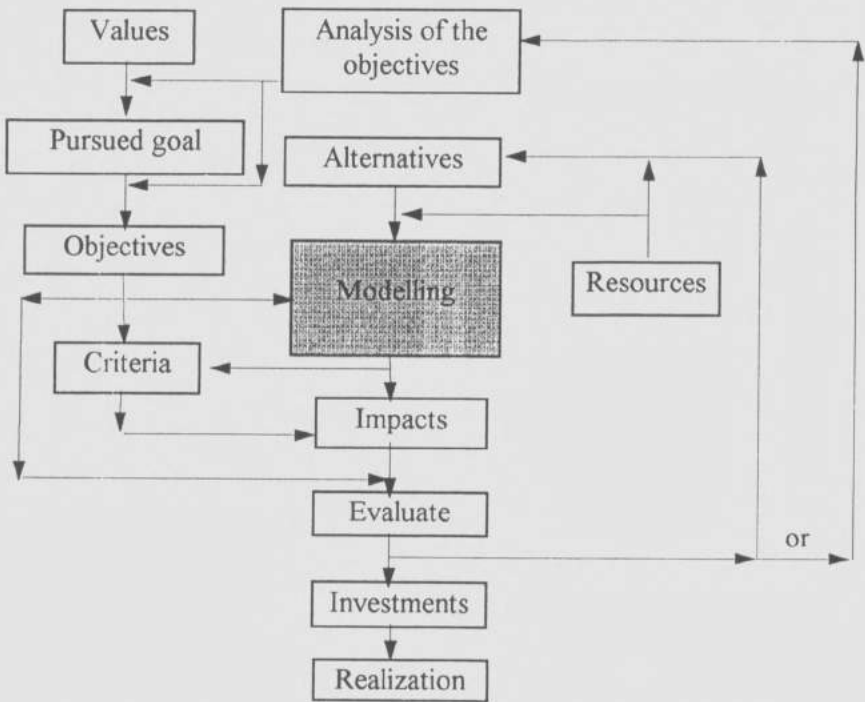 Values
Analysis of the
objectives
Pursued goal
Alternatives
Objectives
Modelling
Resources
Criteria
Impacts
Evaluate
or
Investments
Realization